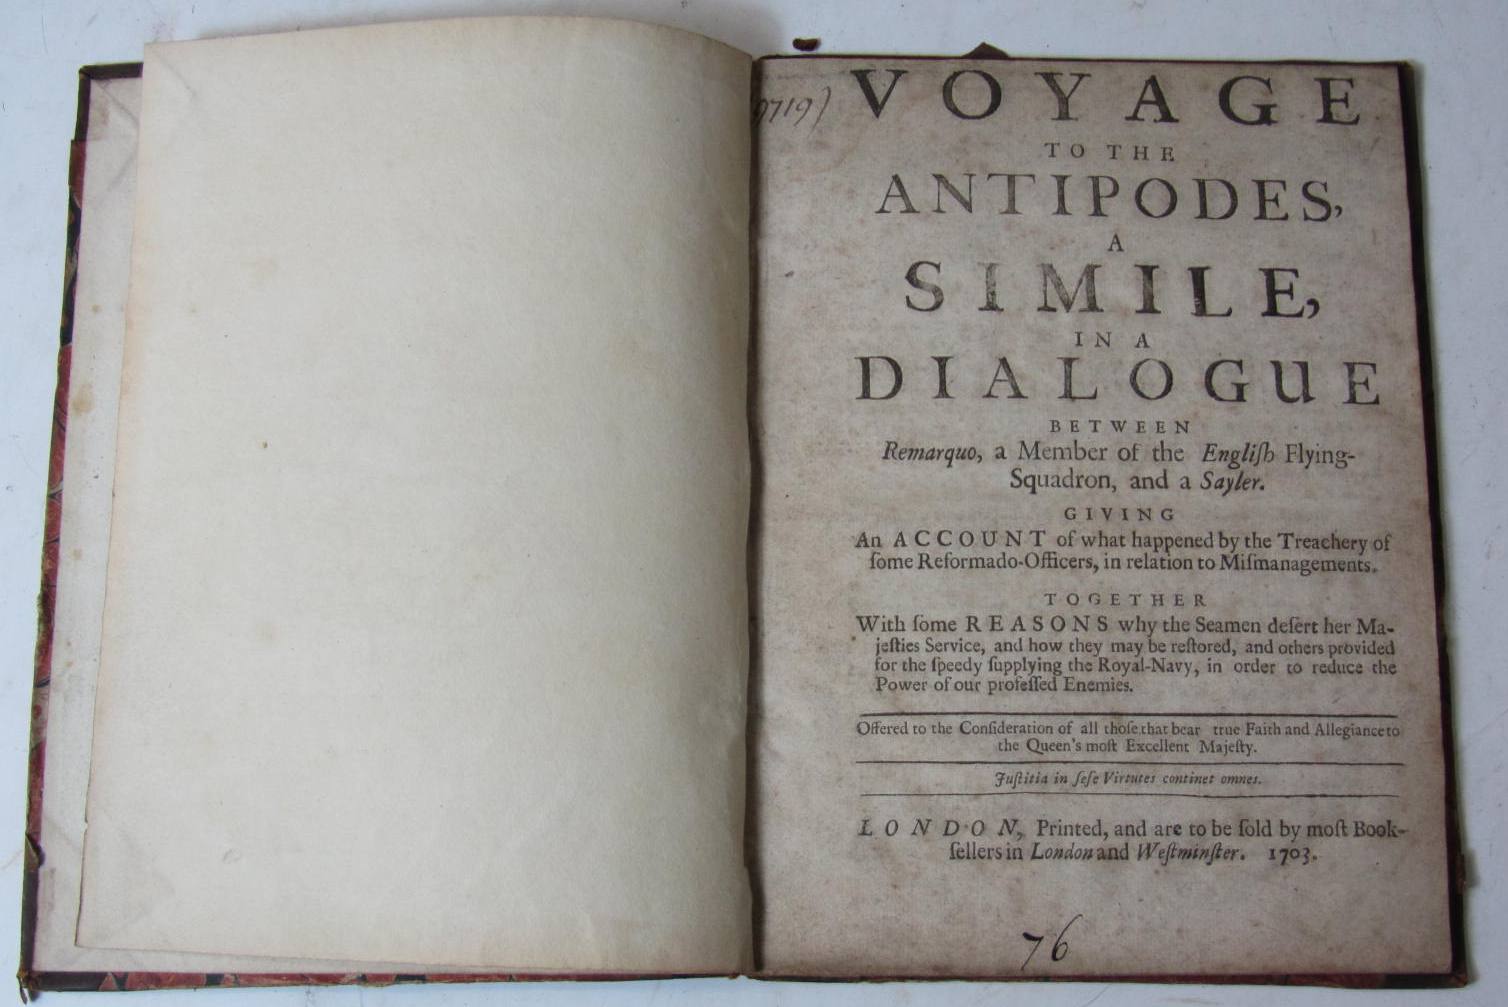 9719)
VOYAGE
TO THE
ANTIPODES,
A
SIMILE,
IN A
DIALOGUE
BETWEEN
Remarquo, a Member of the Engliſh Flying-
Squadron, and a Sayler.
GIVING
An ACCOUNT of what happened by the Treachery of
ſome Reformado-Officers, in relation to Miſmanagements.
TOGETHER
With ſome REASONS why the Seamen deſert her Ma-
jeſties Service, and how they may be reſtored, and others provided
for the ſpeedy ſupplying the Royal-Navy, in order to reduce the
Power of our profeſſed Enemies.
Offered to the Conſideration of all thoſe that bear true Faith and Allegiance to
the Queen's moſt Excellent Majeſty.
Juſtitia in ſeſe Virtutes continet omnes.
LONDON, Printed, and are to be ſold by moſt Book-
ſellers in London and Weſtminſter. 1703.
76